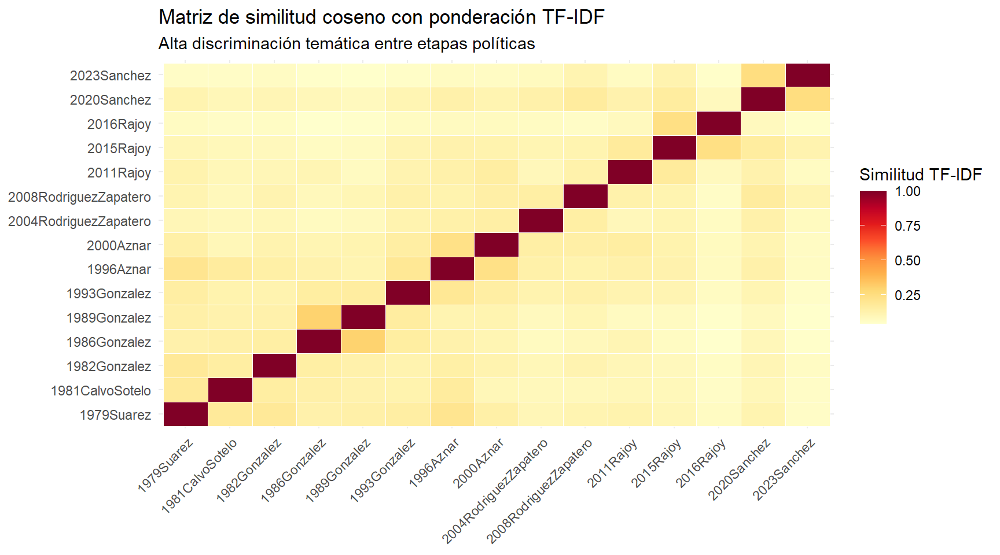 Matriz de similitud coseno con ponderación TF-IDF
Alta discriminación temática entre etapas políticas
2023Sanchez
2020Sanchez
2016Rajoy
2015Rajoy
2011Rajoy
2008RodriguezZapatero
2004RodriguezZapatero
2000Aznar
1996Aznar
1993Gonzalez
1989Gonzalez
1986Gonzalez
1982Gonzalez
1981CalvoSotelo
1979Suarez
1979Suarez
1981CalvoSotelo
1982Gonzalez
1986Gonzalez
1989Gonzalez
1993Gonzalez
1996Aznar
2000Aznar
2004RodriguezZapatero
2008RodriguezZapatero
2011Rajoy
2015Rajoy
2016Rajoy
2020Sanchez
2023Sanchez
Similitud TF-IDF
1.00
0.75
0.50
0.25